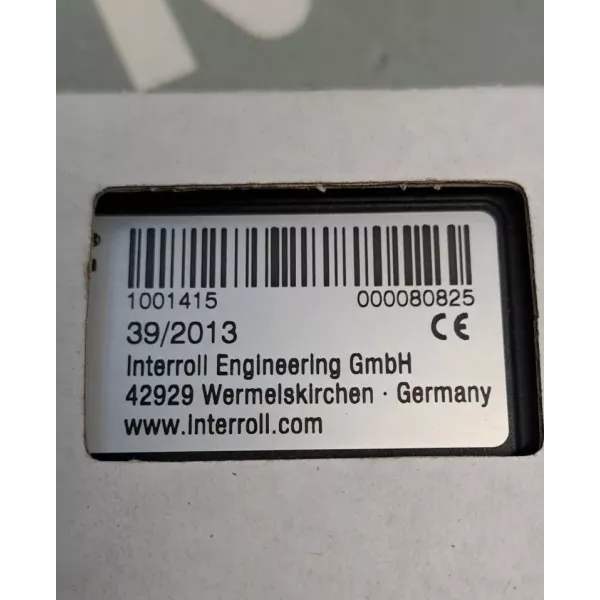 1001415 000080825
39/2013 CE
Interroll Engineering GmbH
42929 Wermelskirchen · Germany
www.interroll.com